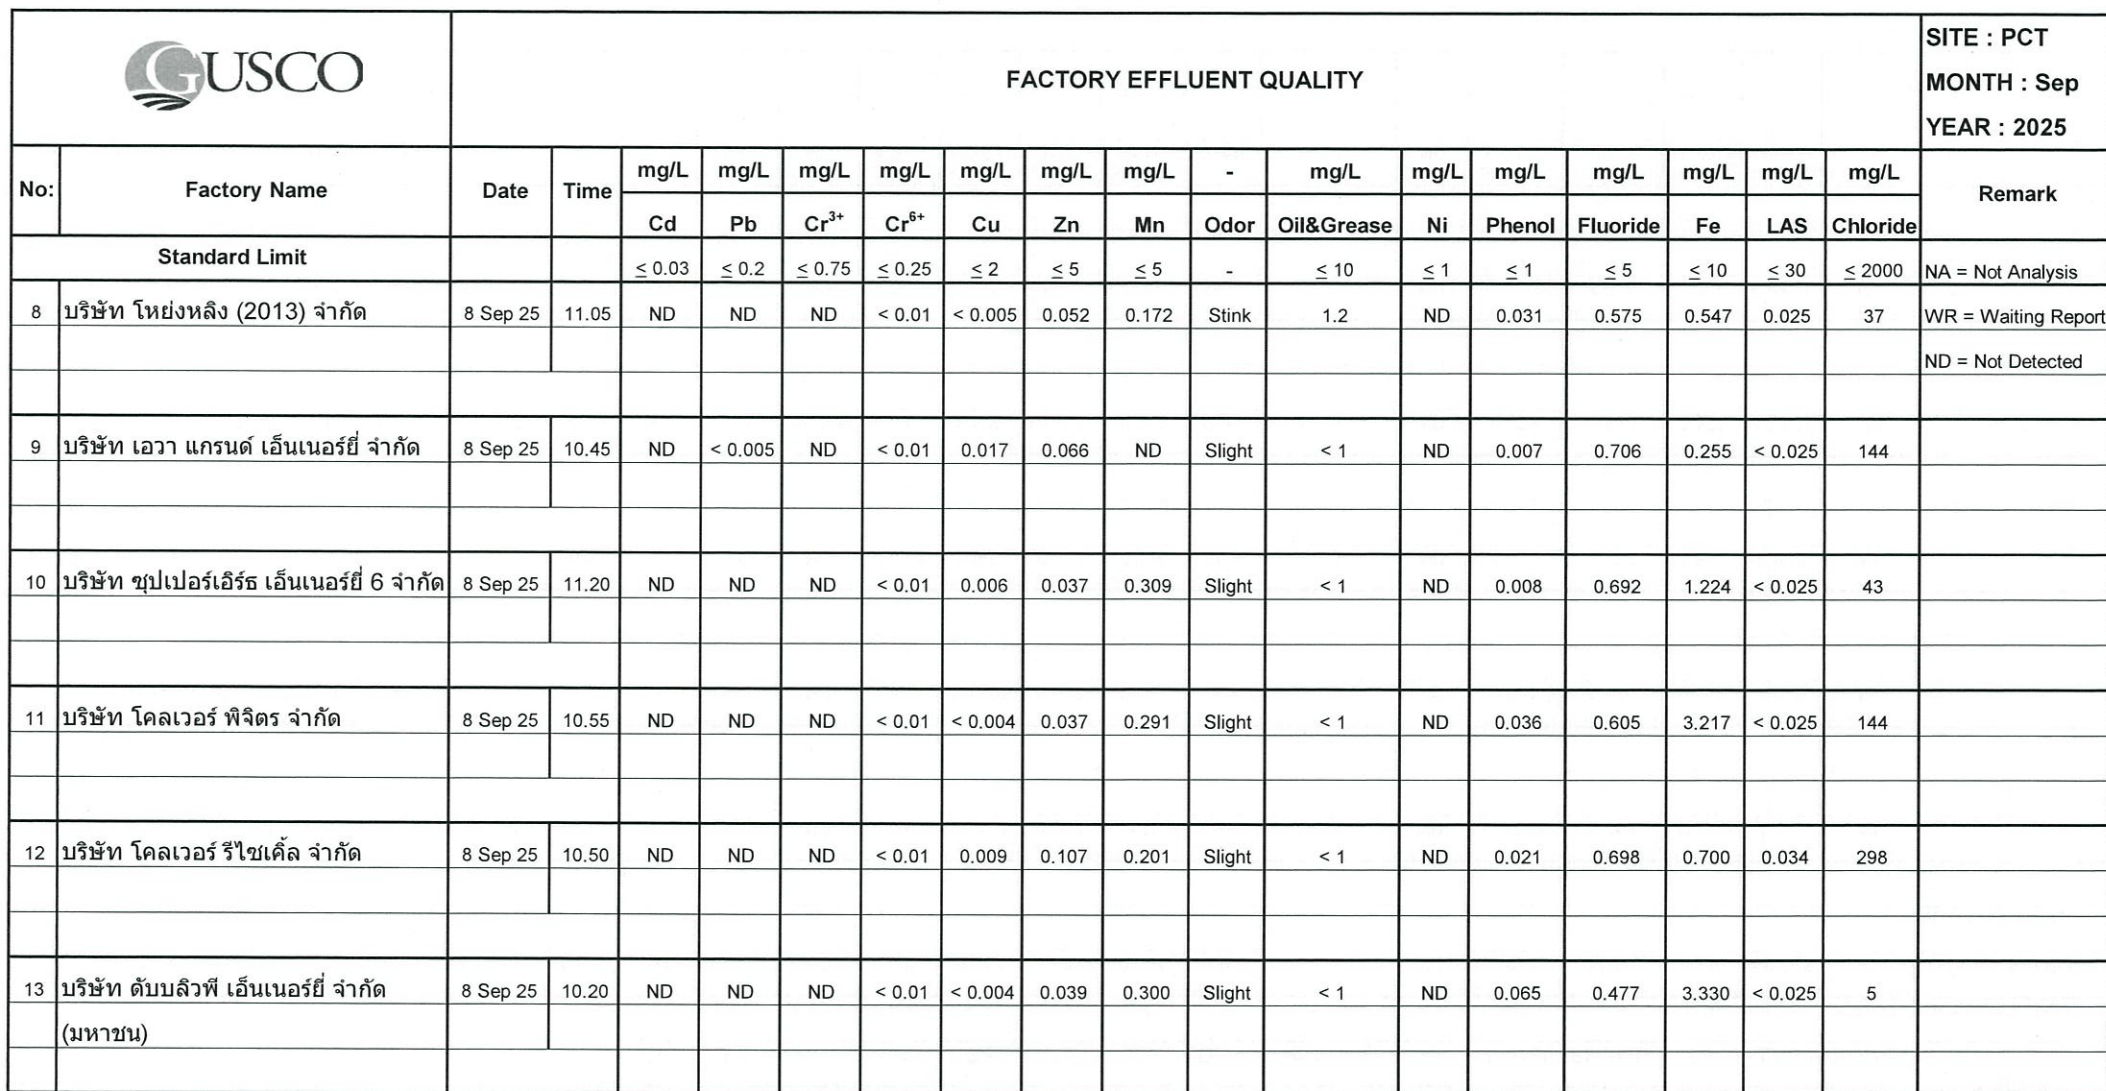 GUSCO
FACTORY EFFLUENT QUALITY
SITE : PCT
MONTH : Sep
YEAR : 2025
No: Factory Name Date Time mg/L mg/L mg/L mg/L mg/L mg/L mg/L - mg/L mg/L mg/L mg/L mg/L mg/L mg/L Remark
Cd Pb Cr³⁺ Cr⁶⁺ Cu Zn Mn Odor Oil&Grease Ni Phenol Fluoride Fe LAS Chloride
Standard Limit ≤ 0.03 ≤ 0.2 ≤ 0.75 ≤ 0.25 ≤ 2 ≤ 5 ≤ 5 - ≤ 10 ≤ 1 ≤ 1 ≤ 5 ≤ 10 ≤ 30 ≤ 2000 NA = Not Analysis
8 บริษัท โหย่งหลิง (2013) จำกัด 8 Sep 25 11.05 ND ND ND < 0.01 < 0.005 0.052 0.172 Stink 1.2 ND 0.031 0.575 0.547 0.025 37 WR = Waiting Report
ND = Not Detected
9 บริษัท เอวา แกรนด์ เอ็นเนอร์ยี่ จำกัด 8 Sep 25 10.45 ND < 0.005 ND < 0.01 0.017 0.066 ND Slight < 1 ND 0.007 0.706 0.255 < 0.025 144
10 บริษัท ซุปเปอร์เอิร์ธ เอ็นเนอร์ยี่ 6 จำกัด 8 Sep 25 11.20 ND ND ND < 0.01 0.006 0.037 0.309 Slight < 1 ND 0.008 0.692 1.224 < 0.025 43
11 บริษัท โคลเวอร์ พิจิตร จำกัด 8 Sep 25 10.55 ND ND ND < 0.01 < 0.004 0.037 0.291 Slight < 1 ND 0.036 0.605 3.217 < 0.025 144
12 บริษัท โคลเวอร์ รีไซเคิ้ล จำกัด 8 Sep 25 10.50 ND ND ND < 0.01 0.009 0.107 0.201 Slight < 1 ND 0.021 0.698 0.700 0.034 298
13 บริษัท ดับบลิวพี เอ็นเนอร์ยี่ จำกัด 8 Sep 25 10.20 ND ND ND < 0.01 < 0.004 0.039 0.300 Slight < 1 ND 0.065 0.477 3.330 < 0.025 5
(มหาชน)